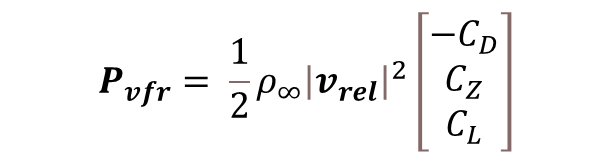 P_vfr = 1/2 ρ_∞ |v_rel|² [−C_D
C_Z
C_L]